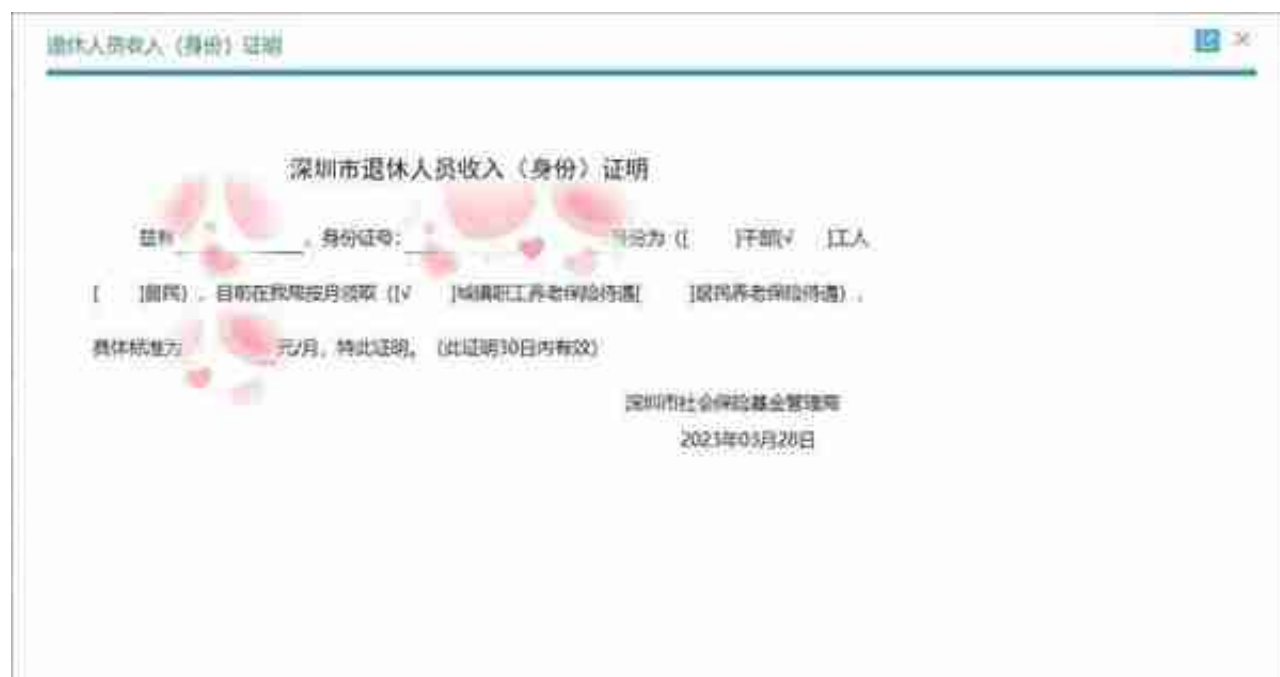 退休人员收入（身份）证明
深圳市退休人员收入（身份）证明
兹有 ，身份证号： 身份为（[ ]干部[√ ]工人
[ ]居民），目前在我局按月领取（[√ ]城镇职工养老保险待遇[ ]居民养老保险待遇），
具体标准为 元/月，特此证明。（此证明30日内有效）
深圳市社会保险基金管理局
2023年03月28日